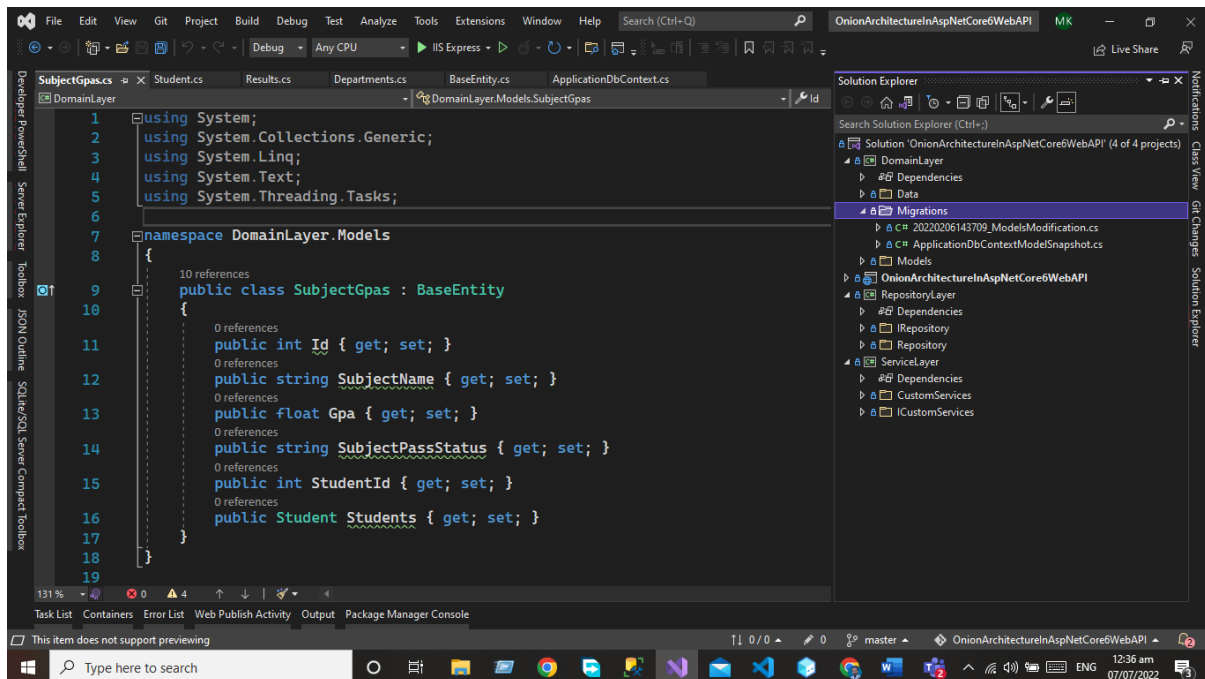 File Edit View Git Project Build Debug Test Analyze Tools Extensions Window Help Search (Ctrl+Q) OnionArchitectureInAspNetCore6WebAPI MK
Debug Any CPU IIS Express Live Share
SubjectGpas.cs Student.cs Results.cs Departments.cs BaseEntity.cs ApplicationDbContext.cs
DomainLayer DomainLayer.Models.SubjectGpas Id
1 using System;
2 using System.Collections.Generic;
3 using System.Linq;
4 using System.Text;
5 using System.Threading.Tasks;
6
7 namespace DomainLayer.Models
8 {
10 references
9 public class SubjectGpas : BaseEntity
10 {
0 references
11 public int Id { get; set; }
0 references
12 public string SubjectName { get; set; }
0 references
13 public float Gpa { get; set; }
0 references
14 public string SubjectPassStatus { get; set; }
0 references
15 public int StudentId { get; set; }
0 references
16 public Student Students { get; set; }
17 }
18 }
19
131 % 0 4
Developer PowerShell
Server Explorer
Toolbox
JSON Outline
SQLite/SQL Server Compact Toolbox
Solution Explorer
Search Solution Explorer (Ctrl+;)
Solution 'OnionArchitectureInAspNetCore6WebAPI' (4 of 4 projects)
C# DomainLayer
Dependencies
Data
Migrations
C# 20220206143709_ModelsModification.cs
C# ApplicationDbContextModelSnapshot.cs
Models
OnionArchitectureInAspNetCore6WebAPI
C# RepositoryLayer
Dependencies
IRepository
Repository
C# ServiceLayer
Dependencies
CustomServices
ICustomServices
Notifications
Class View
Git Changes
Solution Explorer
Task List Containers Error List Web Publish Activity Output Package Manager Console
This item does not support previewing 0 / 0 0 master OnionArchitectureInAspNetCore6WebAPI 2
Type here to search W 2 ENG 12:36 am
07/07/2022 3